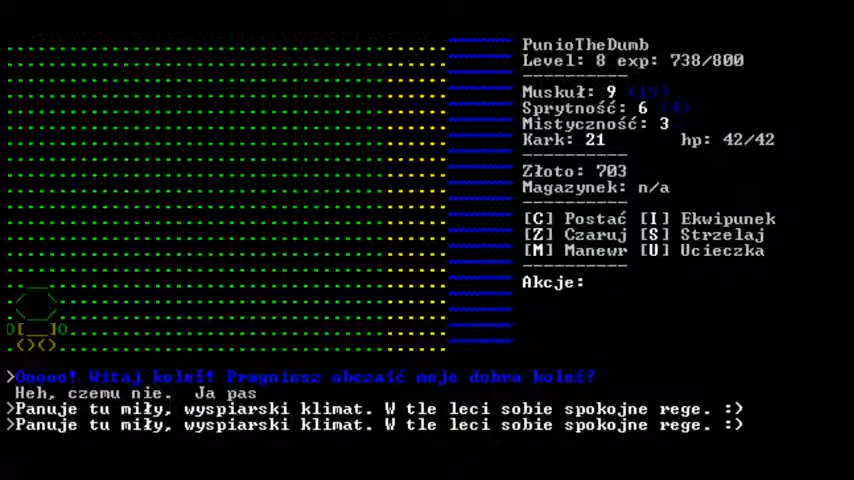 PunioTheDumb
Level: 8 exp: 738/800
----------
Muskuł: 9 (19)
Sprytność: 6 (4)
Mistyczność: 3
Kark: 21 hp: 42/42
----------
Złoto: 703
Magazynek: n/a
----------
[C] Postać [I] Ekwipunek
[Z] Czaruj [S] Strzelaj
[M] Manewr [U] Ucieczka
----------
Akcje:
>Ooooo! Witaj koleś! Pragniesz obczaić moje dobra koleś?
Heh, czemu nie. Ja pas
>Panuje tu miły, wyspiarski klimat. W tle leci sobie spokojne rege. :)
>Panuje tu miły, wyspiarski klimat. W tle leci sobie spokojne rege. :)